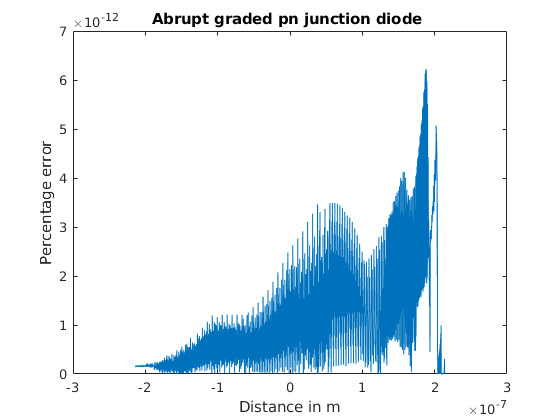 Abrupt graded pn junction diode
×10-12
7
6
5
4
3
2
1
0
Percentage error
-3 -2 -1 0 1 2 3
×10-7
Distance in m